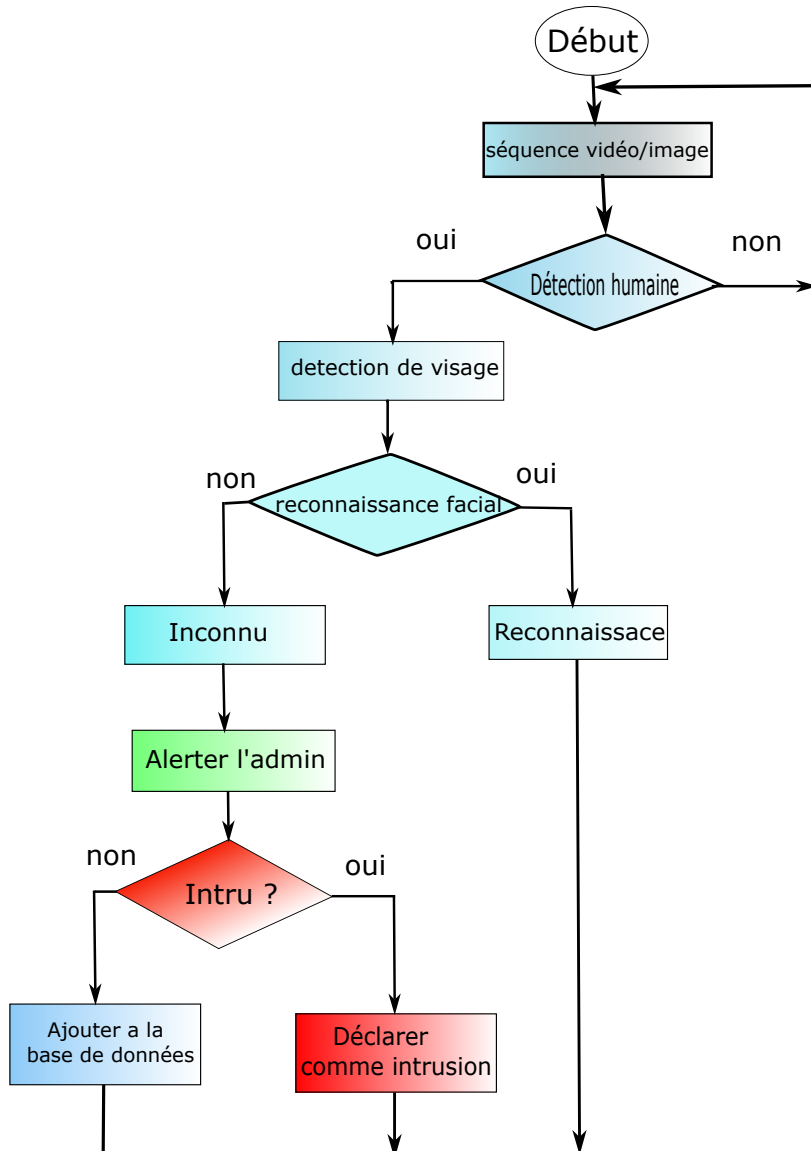 Début
séquence vidéo/image
oui
non
Détection humaine
detection de visage
non
oui
reconnaissance facial
Inconnu
Reconnaissace
Alerter l'admin
non
oui
Intru ?
Ajouter a la
base de données
Déclarer
comme intrusion